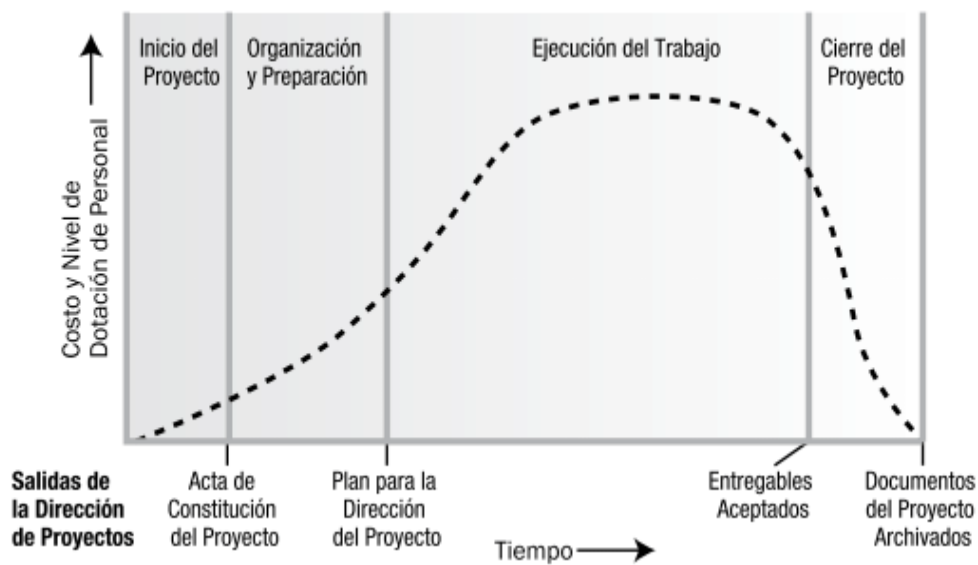 Inicio del
Proyecto
Organización
y Preparación
Ejecución del Trabajo
Cierre del
Proyecto
Costo y Nivel de
Dotación de Personal
Salidas de
la Dirección
de Proyectos
Acta de
Constitución
del Proyecto
Plan para la
Dirección
del Proyecto
Entregables
Aceptados
Documentos
del Proyecto
Archivados
Tiempo